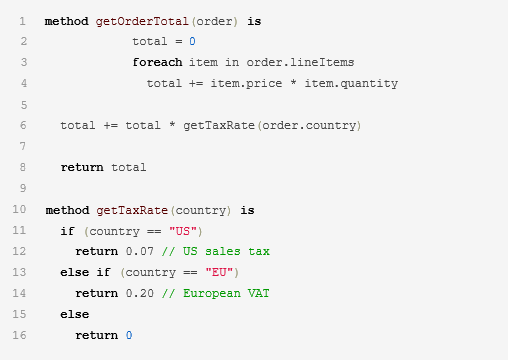 1 method getOrderTotal(order) is
2 total = 0
3 foreach item in order.lineItems
4 total += item.price * item.quantity
5
6 total += total * getTaxRate(order.country)
7
8 return total
9
10 method getTaxRate(country) is
11 if (country == "US")
12 return 0.07 // US sales tax
13 else if (country == "EU")
14 return 0.20 // European VAT
15 else
16 return 0